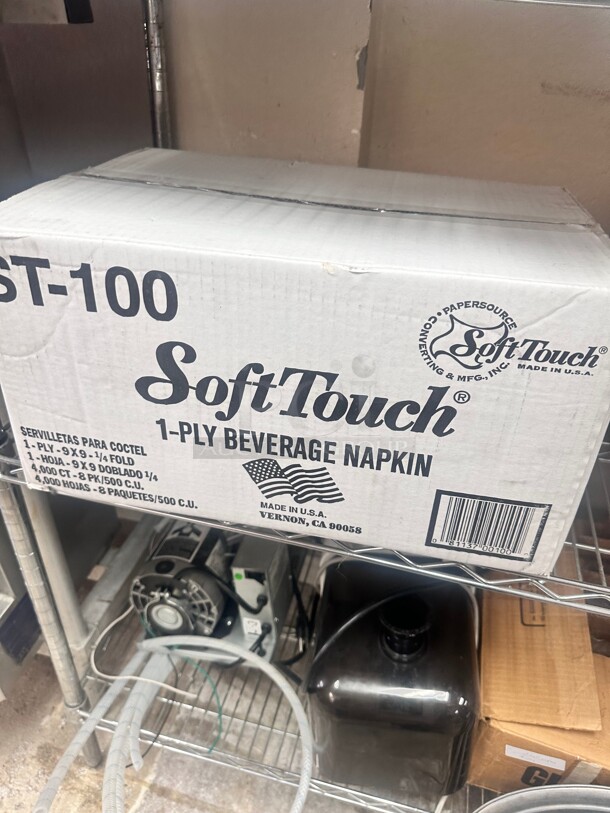 ST-100
PAPERSOURCE
CONVERTING & MFG., INC.
SoftTouch®
MADE IN U.S.A.
SoftTouch®
1-PLY BEVERAGE NAPKIN
SERVILLETAS PARA COCTEL
1-PLY - 9 X 9 - 1/4 FOLD
1-HOJA - 9 X 9 DOBLADO 1/4
4,000 CT - 8 PK/500 C.U.
4,000 HOJAS - 8 PAQUETES/500 C.U.
MADE IN U.S.A.
VERNON, CA 90058